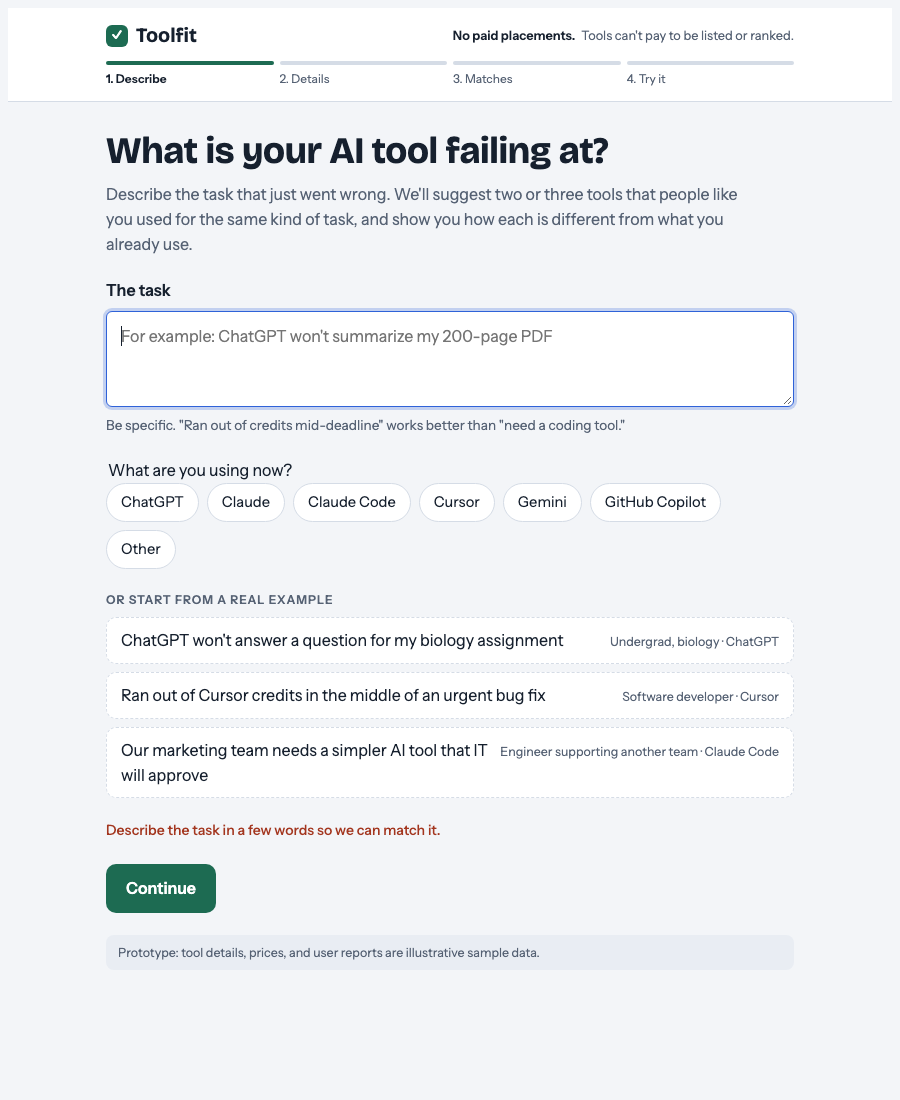 Toolfit
No paid placements. Tools can't pay to be listed or ranked.
1. Describe
2. Details
3. Matches
4. Try it
What is your AI tool failing at?
Describe the task that just went wrong. We'll suggest two or three tools that people like
you used for the same kind of task, and show you how each is different from what you
already use.
The task
For example: ChatGPT won't summarize my 200-page PDF
Be specific. "Ran out of credits mid-deadline" works better than "need a coding tool."
What are you using now?
ChatGPT
Claude
Claude Code
Cursor
Gemini
GitHub Copilot
Other
OR START FROM A REAL EXAMPLE
ChatGPT won't answer a question for my biology assignment
Undergrad, biology · ChatGPT
Ran out of Cursor credits in the middle of an urgent bug fix
Software developer · Cursor
Our marketing team needs a simpler AI tool that IT
will approve
Engineer supporting another team · Claude Code
Describe the task in a few words so we can match it.
Continue
Prototype: tool details, prices, and user reports are illustrative sample data.